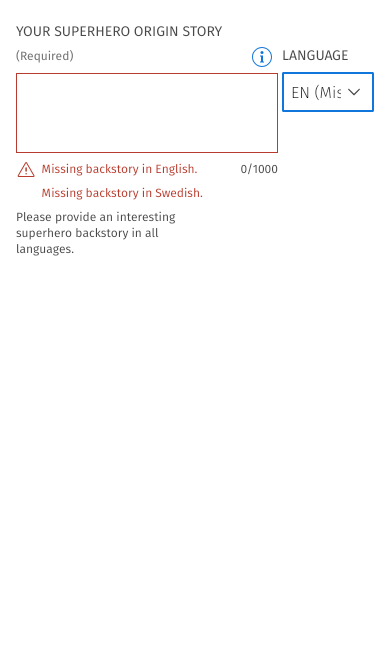 YOUR SUPERHERO ORIGIN STORY
(Required)
LANGUAGE
EN (Mis
Missing backstory in English.
0/1000
Missing backstory in Swedish.
Please provide an interesting
superhero backstory in all
languages.